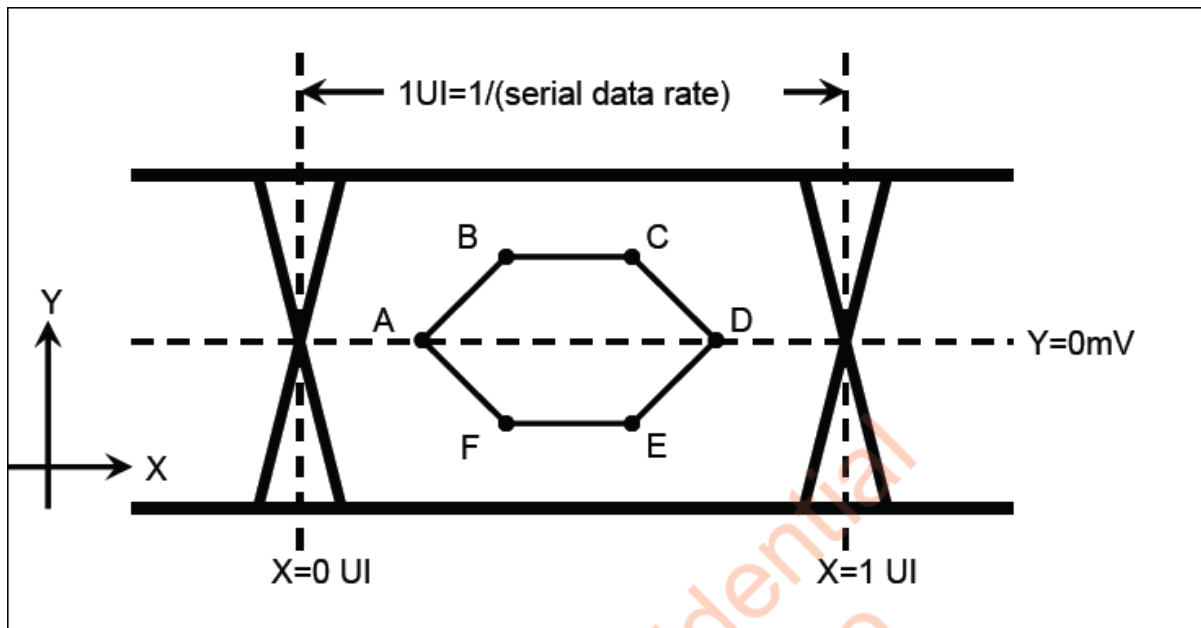 1UI=1/(serial data rate)
B
C
Y
A
D
Y=0mV
F
E
X
X=0 UI
X=1 UI